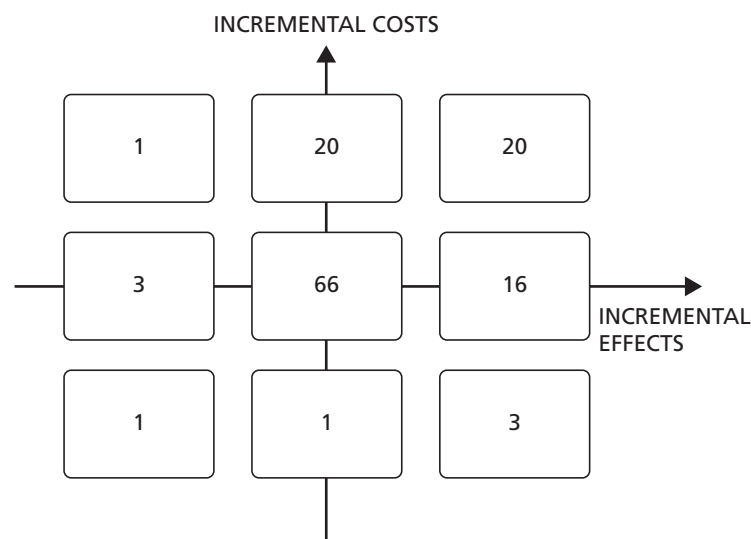 INCREMENTAL COSTS
1 20 20
3 66 16
INCREMENTAL
EFFECTS
1 1 3